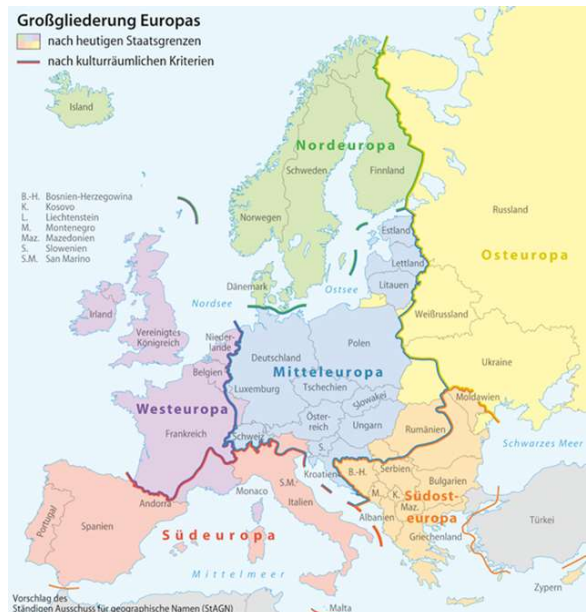 Großgliederung Europas
nach heutigen Staatsgrenzen
nach kulturräumlichen Kriterien
Island
Nordeuropa
Schweden
Finnland
Norwegen
B.-H. Bosnien-Herzegowina
K. Kosovo
L. Liechtenstein
M. Montenegro
Maz. Mazedonien
S. Slowenien
S.M. San Marino
Russland
Estland
Lettland
Litauen
Osteuropa
Dänemark
Nordsee
Ostsee
Weißrussland
Irland
Vereinigtes
Königreich
Nieder-
lande
Belgien
Deutschland
Polen
Ukraine
Mitteleuropa
Luxemburg
Tschechien
Slowakei
Moldawien
Westeuropa
Frankreich
Schweiz
Öster-
reich
Ungarn
S.
Rumänien
Kroatien
B.-H.
Serbien
Schwarzes Meer
Andorra
Monaco
S.M.
Italien
M.
K.
Maz.
Bulgarien
Albanien
Südost-
europa
Griechenland
Türkei
Portugal
Spanien
Südeuropa
Mittelmeer
Malta
Zypern
Vorschlag des
Ständigen Ausschuss für geographische Namen (StAGN)